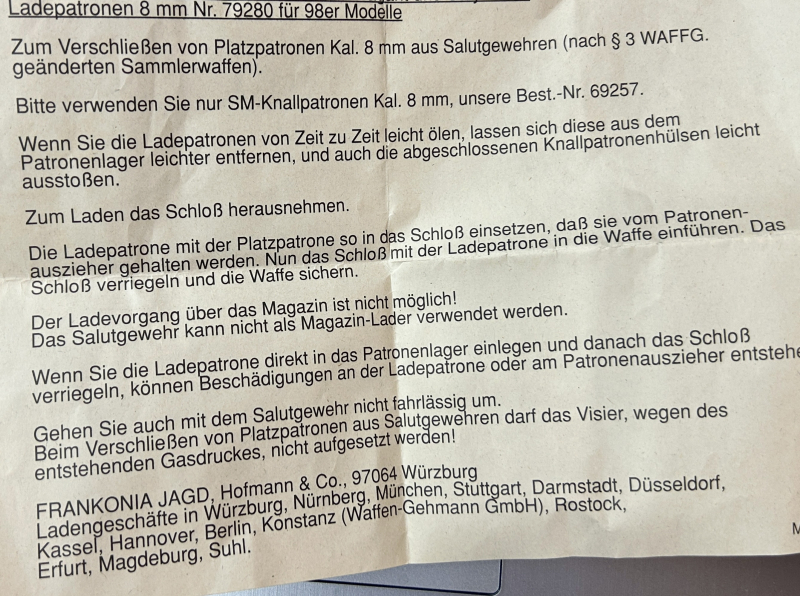 Ladepatronen 8 mm Nr. 79280 für 98er Modelle
Zum Verschließen von Platzpatronen Kal. 8 mm aus Salutgewehren (nach § 3 WAFFG.
geänderten Sammlerwaffen).
Bitte verwenden Sie nur SM-Knallpatronen Kal. 8 mm, unsere Best.-Nr. 69257.
Wenn Sie die Ladepatronen von Zeit zu Zeit leicht ölen, lassen sich diese aus dem
Patronenlager leichter entfernen, und auch die abgeschlossenen Knallpatronenhülsen leicht
ausstoßen.
Zum Laden das Schloß herausnehmen.
Die Ladepatrone mit der Platzpatrone so in das Schloß einsetzen, daß sie vom Patronen-
auszieher gehalten werden. Nun das Schloß mit der Ladepatrone in die Waffe einführen. Das
Schloß verriegeln und die Waffe sichern.
Der Ladevorgang über das Magazin ist nicht möglich!
Das Salutgewehr kann nicht als Magazin-Lader verwendet werden.
Wenn Sie die Ladepatrone direkt in das Patronenlager einlegen und danach das Schloß
verriegeln, können Beschädigungen an der Ladepatrone oder am Patronenauszieher entstehe
Gehen Sie auch mit dem Salutgewehr nicht fahrlässig um.
Beim Verschließen von Platzpatronen aus Salutgewehren darf das Visier, wegen des
entstehenden Gasdruckes, nicht aufgesetzt werden!
FRANKONIA JAGD, Hofmann & Co., 97064 Würzburg
Ladengeschäfte in Würzburg, Nürnberg, München, Stuttgart, Darmstadt, Düsseldorf,
Kassel, Hannover, Berlin, Konstanz (Waffen-Gehmann GmbH), Rostock,
Erfurt, Magdeburg, Suhl.
M